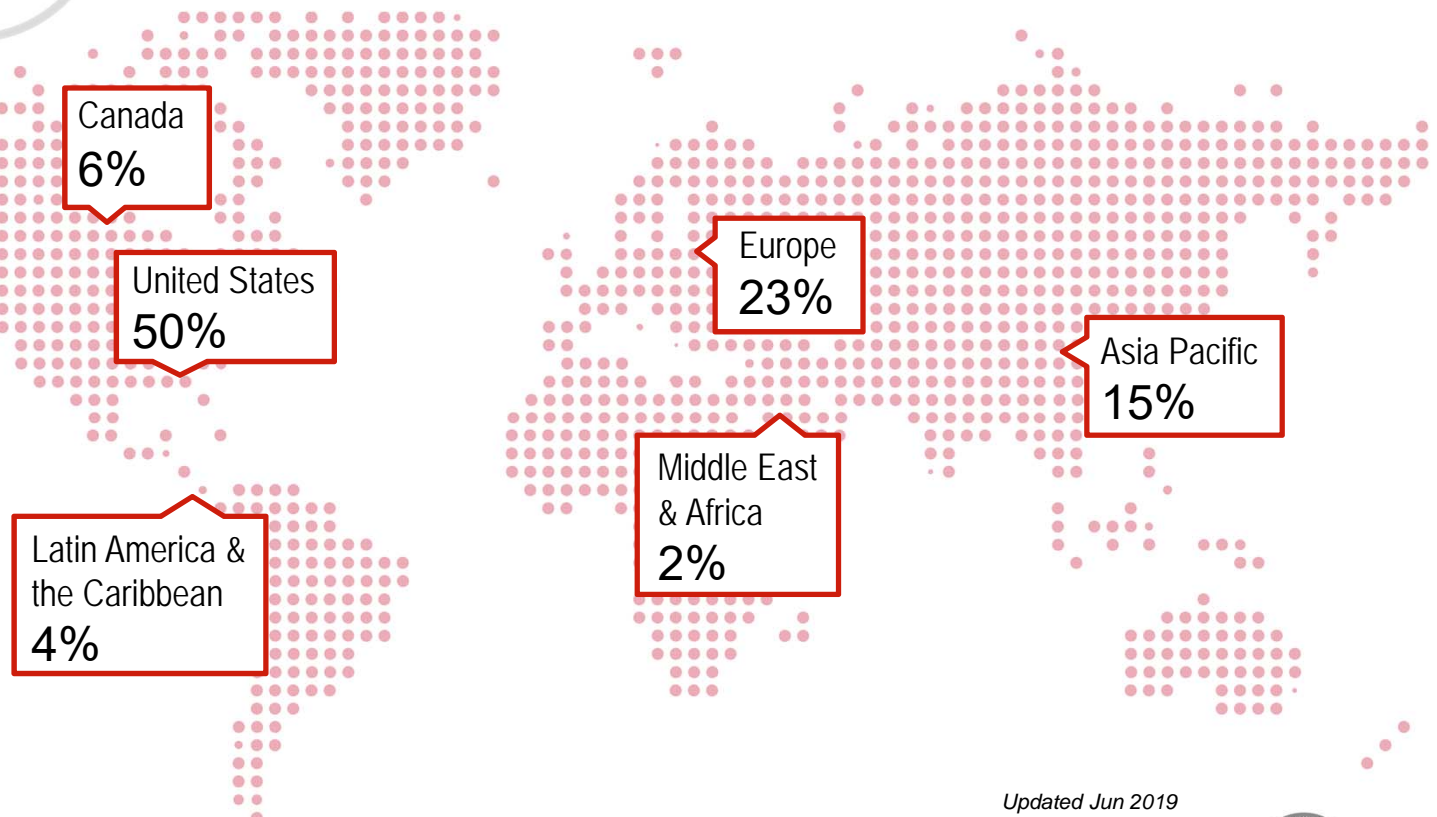 Canada
6%
United States
50%
Europe
23%
Asia Pacific
15%
Middle East
& Africa
2%
Latin America &
the Caribbean
4%
Updated Jun 2019